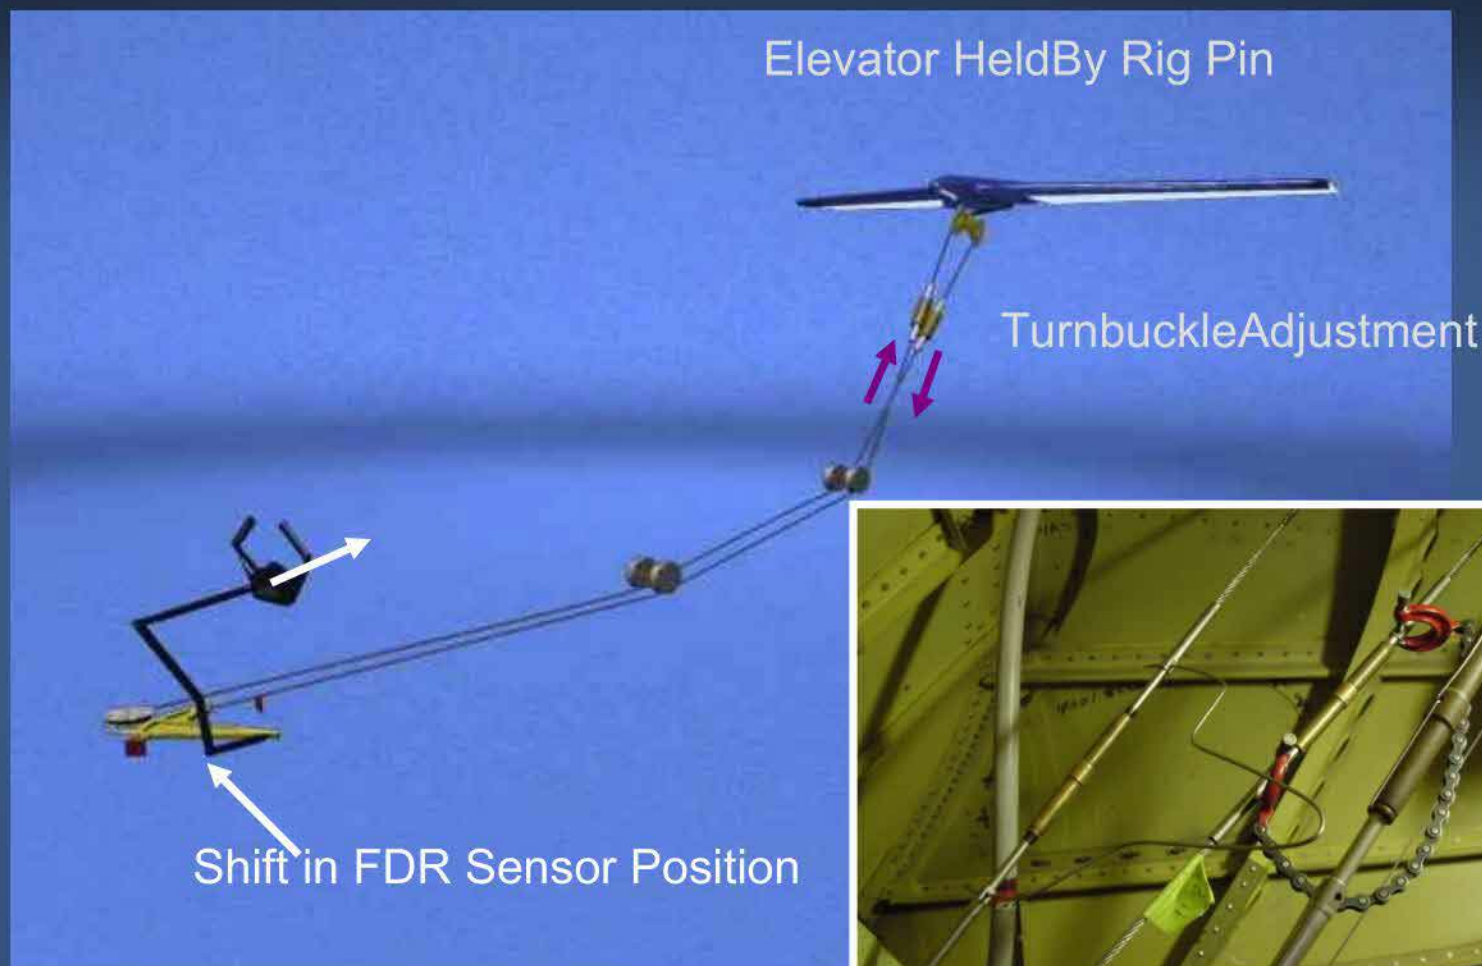 Elevator HeldBy Rig Pin
TurnbuckleAdjustment
Shift in FDR Sensor Position